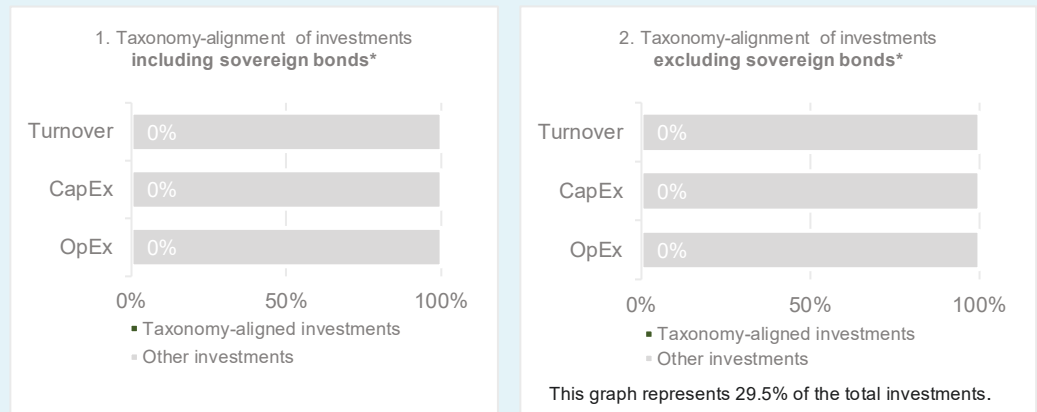 1. Taxonomy-alignment of investments
including sovereign bonds*
Turnover 0%
CapEx 0%
OpEx 0%
0% 50% 100%
Taxonomy-aligned investments
Other investments
2. Taxonomy-alignment of investments
excluding sovereign bonds*
Turnover 0%
CapEx 0%
OpEx 0%
0% 50% 100%
Taxonomy-aligned investments
Other investments
This graph represents 29.5% of the total investments.